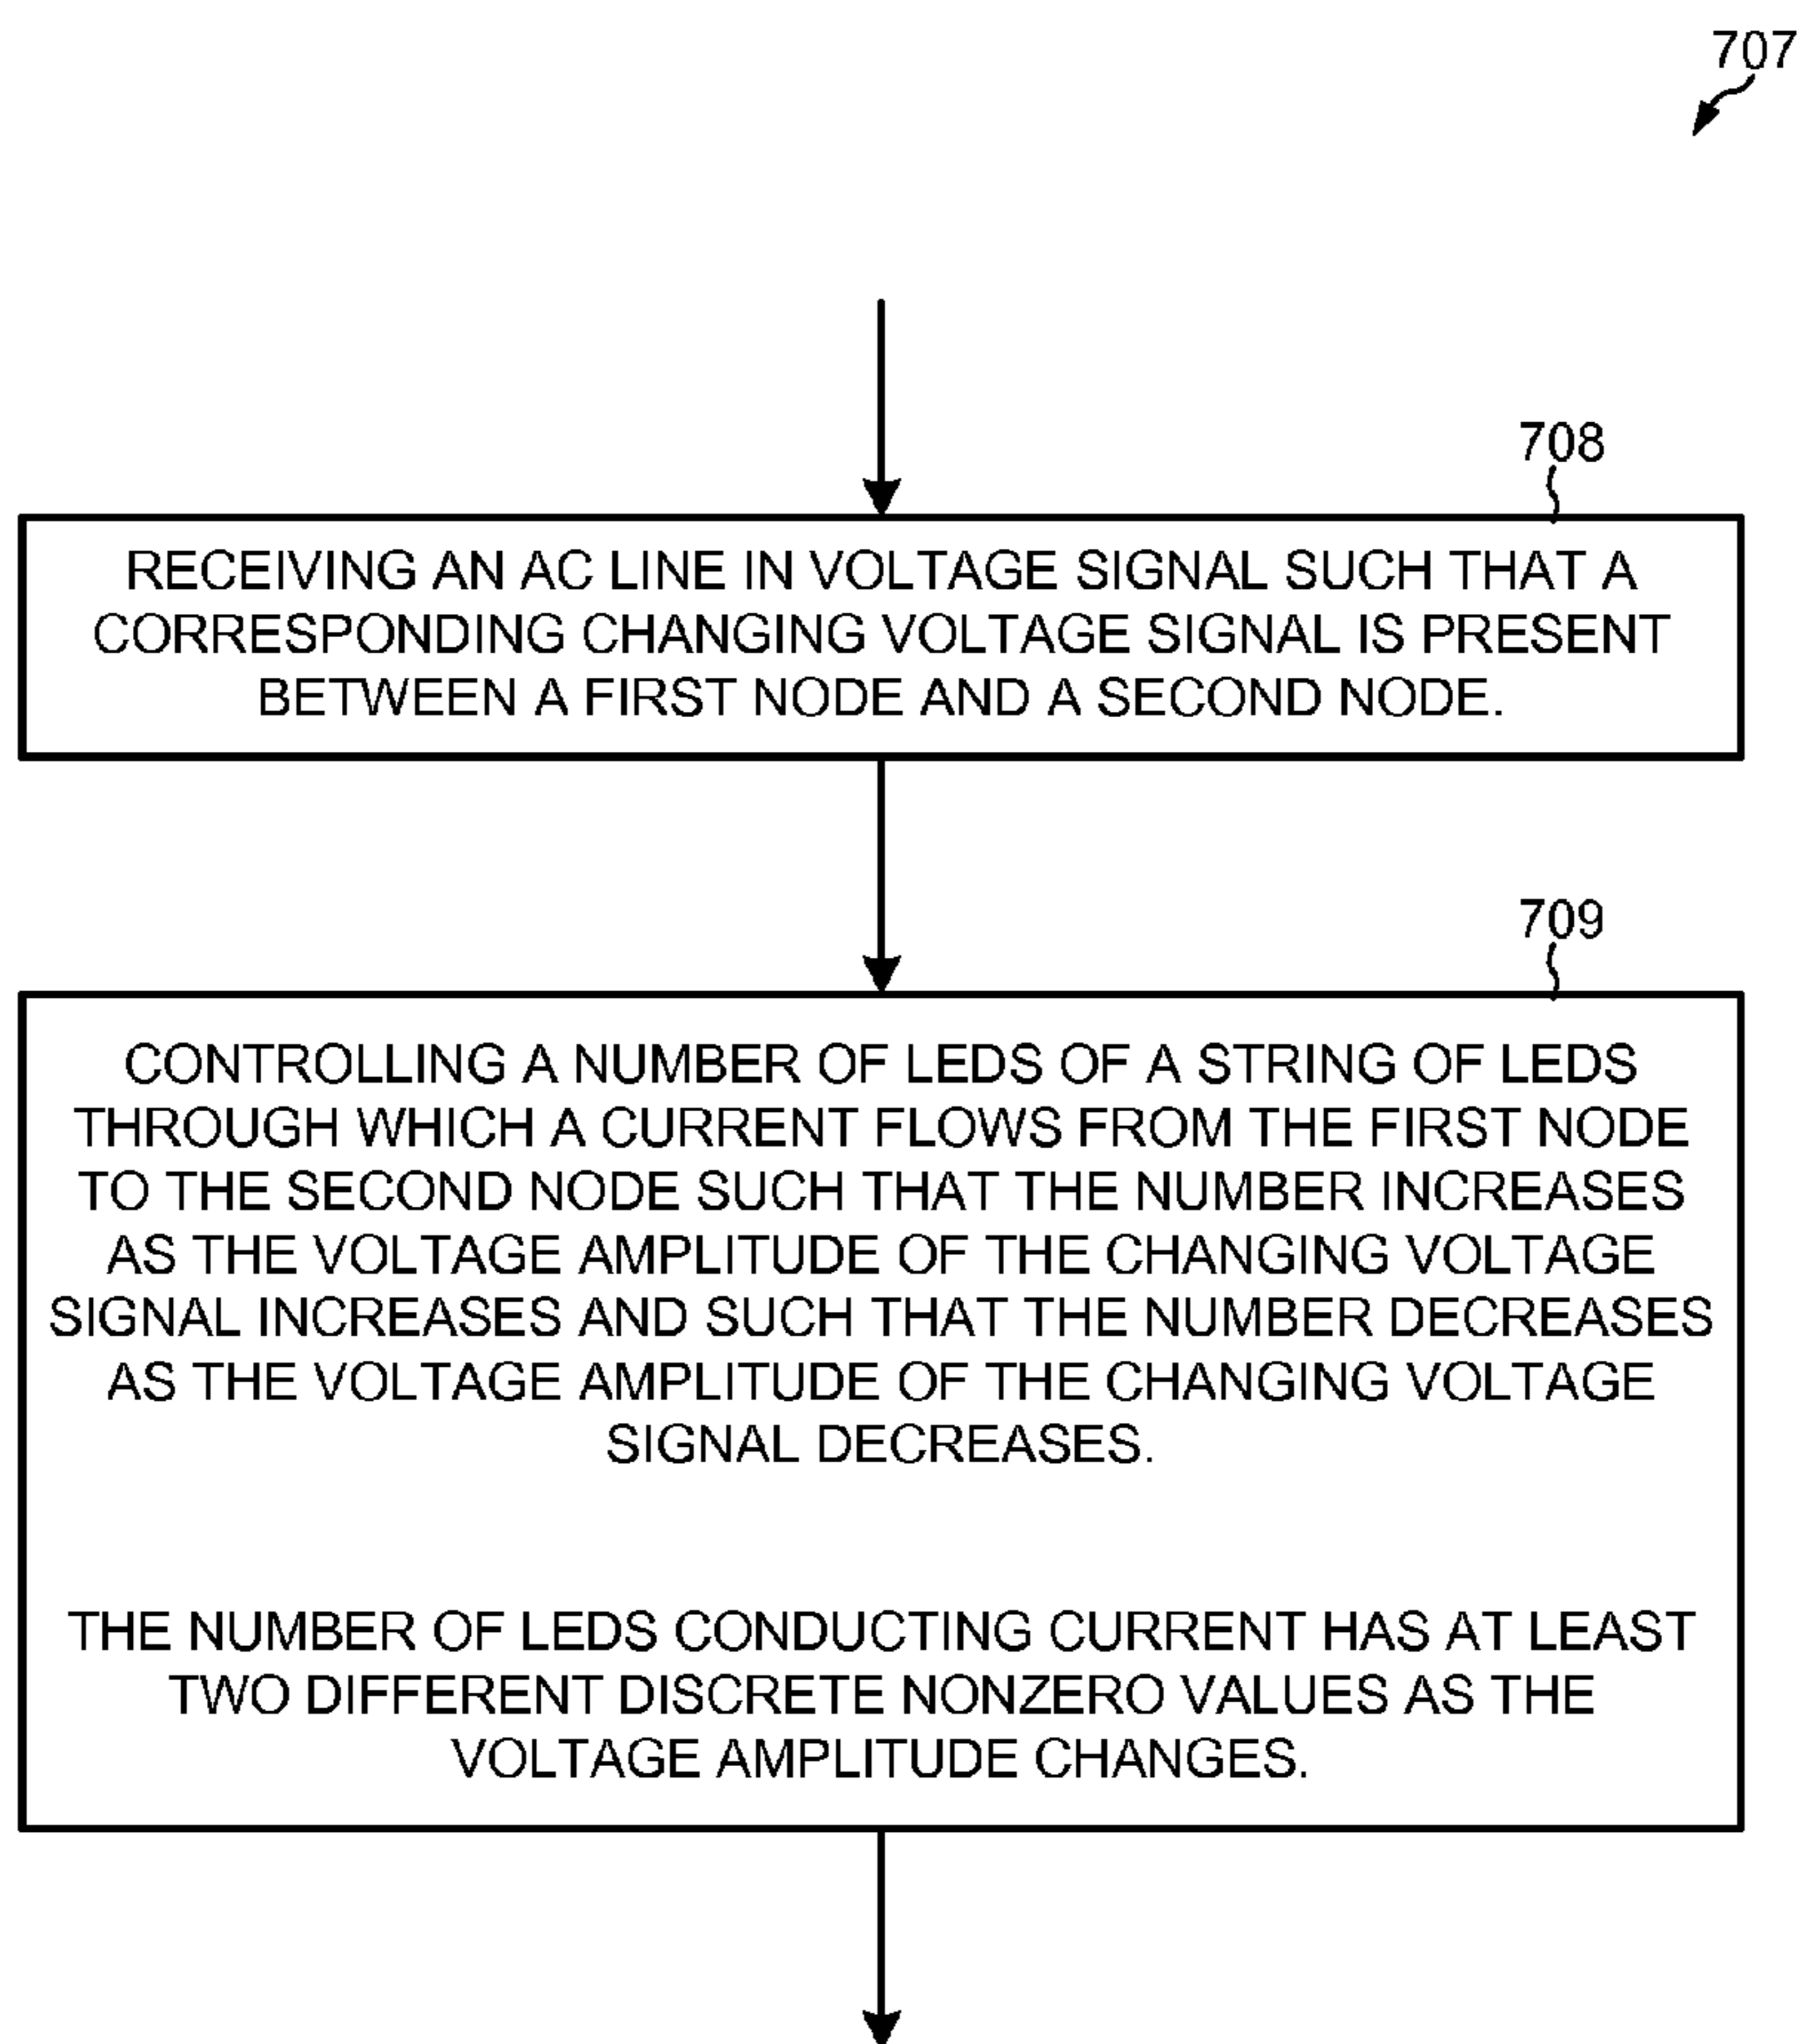 707
708
RECEIVING AN AC LINE IN VOLTAGE SIGNAL SUCH THAT A
CORRESPONDING CHANGING VOLTAGE SIGNAL IS PRESENT
BETWEEN A FIRST NODE AND A SECOND NODE.
709
CONTROLLING A NUMBER OF LEDS OF A STRING OF LEDS
THROUGH WHICH A CURRENT FLOWS FROM THE FIRST NODE
TO THE SECOND NODE SUCH THAT THE NUMBER INCREASES
AS THE VOLTAGE AMPLITUDE OF THE CHANGING VOLTAGE
SIGNAL INCREASES AND SUCH THAT THE NUMBER DECREASES
AS THE VOLTAGE AMPLITUDE OF THE CHANGING VOLTAGE
SIGNAL DECREASES.
THE NUMBER OF LEDS CONDUCTING CURRENT HAS AT LEAST
TWO DIFFERENT DISCRETE NONZERO VALUES AS THE
VOLTAGE AMPLITUDE CHANGES.